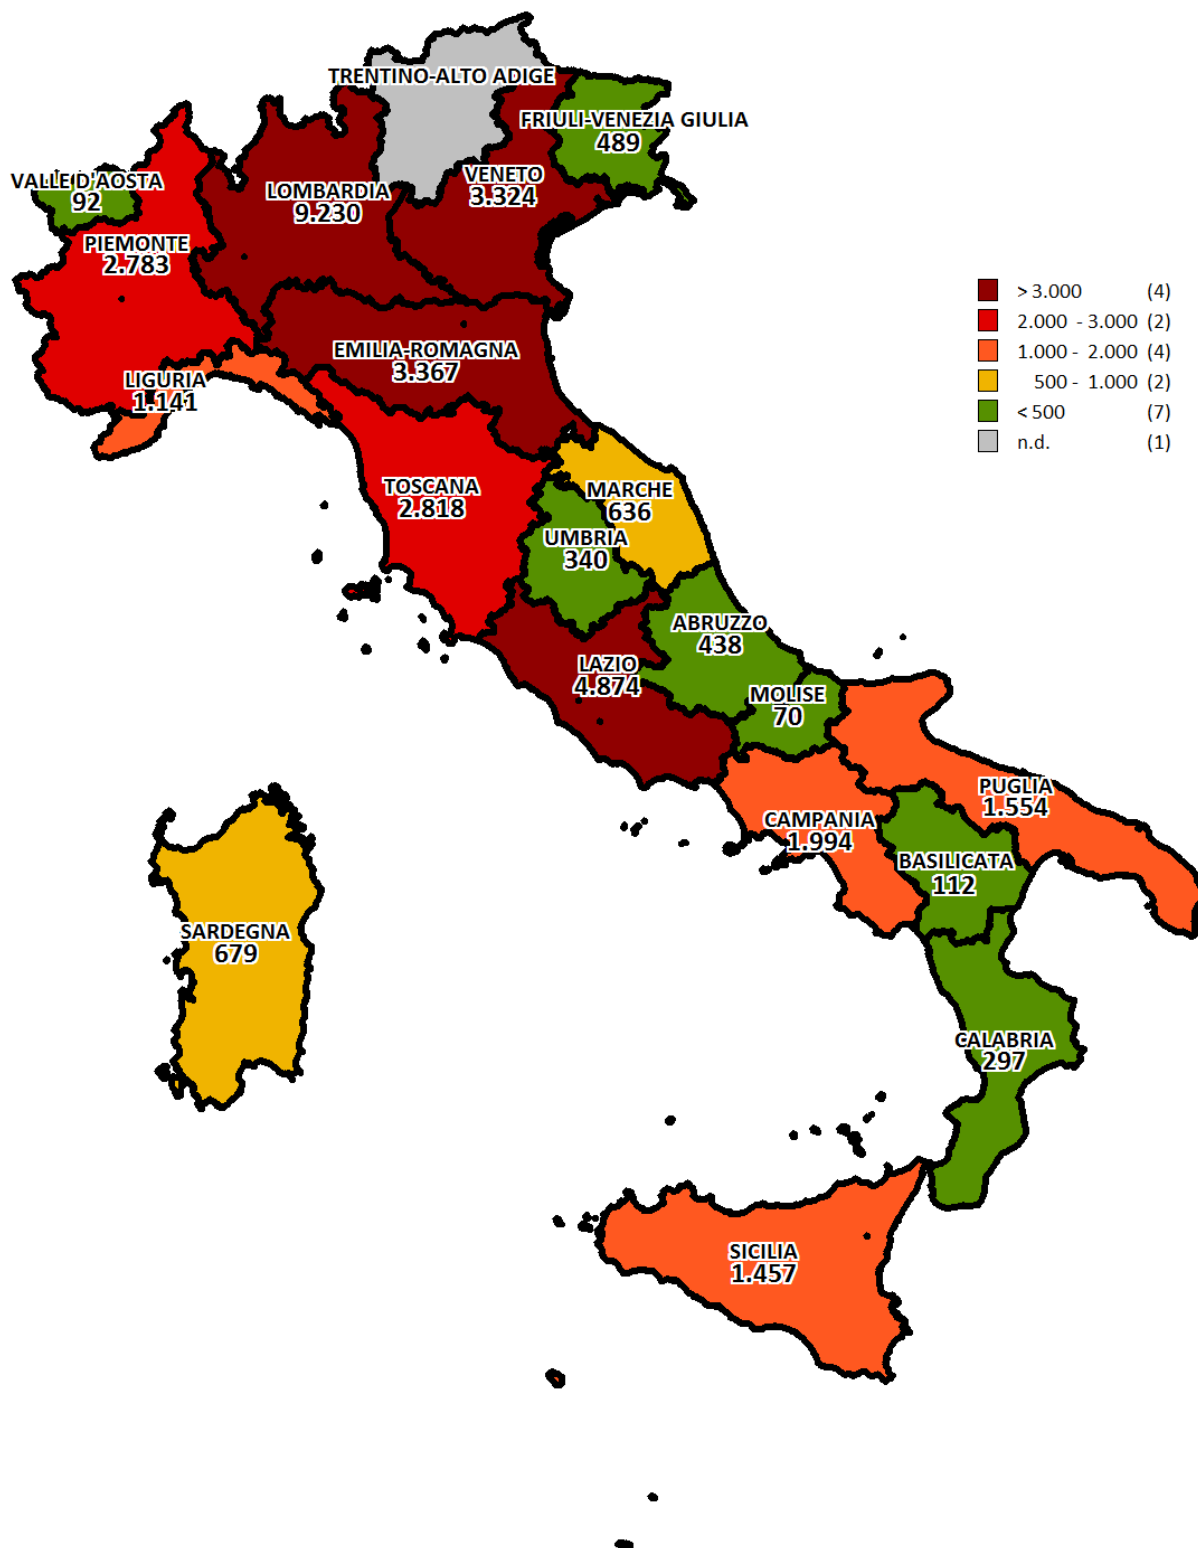 TRENTINO-ALTO ADIGE
FRIULI-VENEZIA GIULIA
489
VENETO
3.324
VALLE D'AOSTA
92
LOMBARDIA
9.230
PIEMONTE
2.783
> 3.000 (4)
2.000 - 3.000 (2)
1.000 - 2.000 (4)
500 - 1.000 (2)
< 500 (7)
n.d. (1)
EMILIA-ROMAGNA
3.367
LIGURIA
1.141
TOSCANA
2.818
MARCHE
636
UMBRIA
340
ABRUZZO
438
LAZIO
4.874
MOLISE
70
PUGLIA
1.554
CAMPANIA
1.994
BASILICATA
112
SARDEGNA
679
CALABRIA
297
SICILIA
1.457